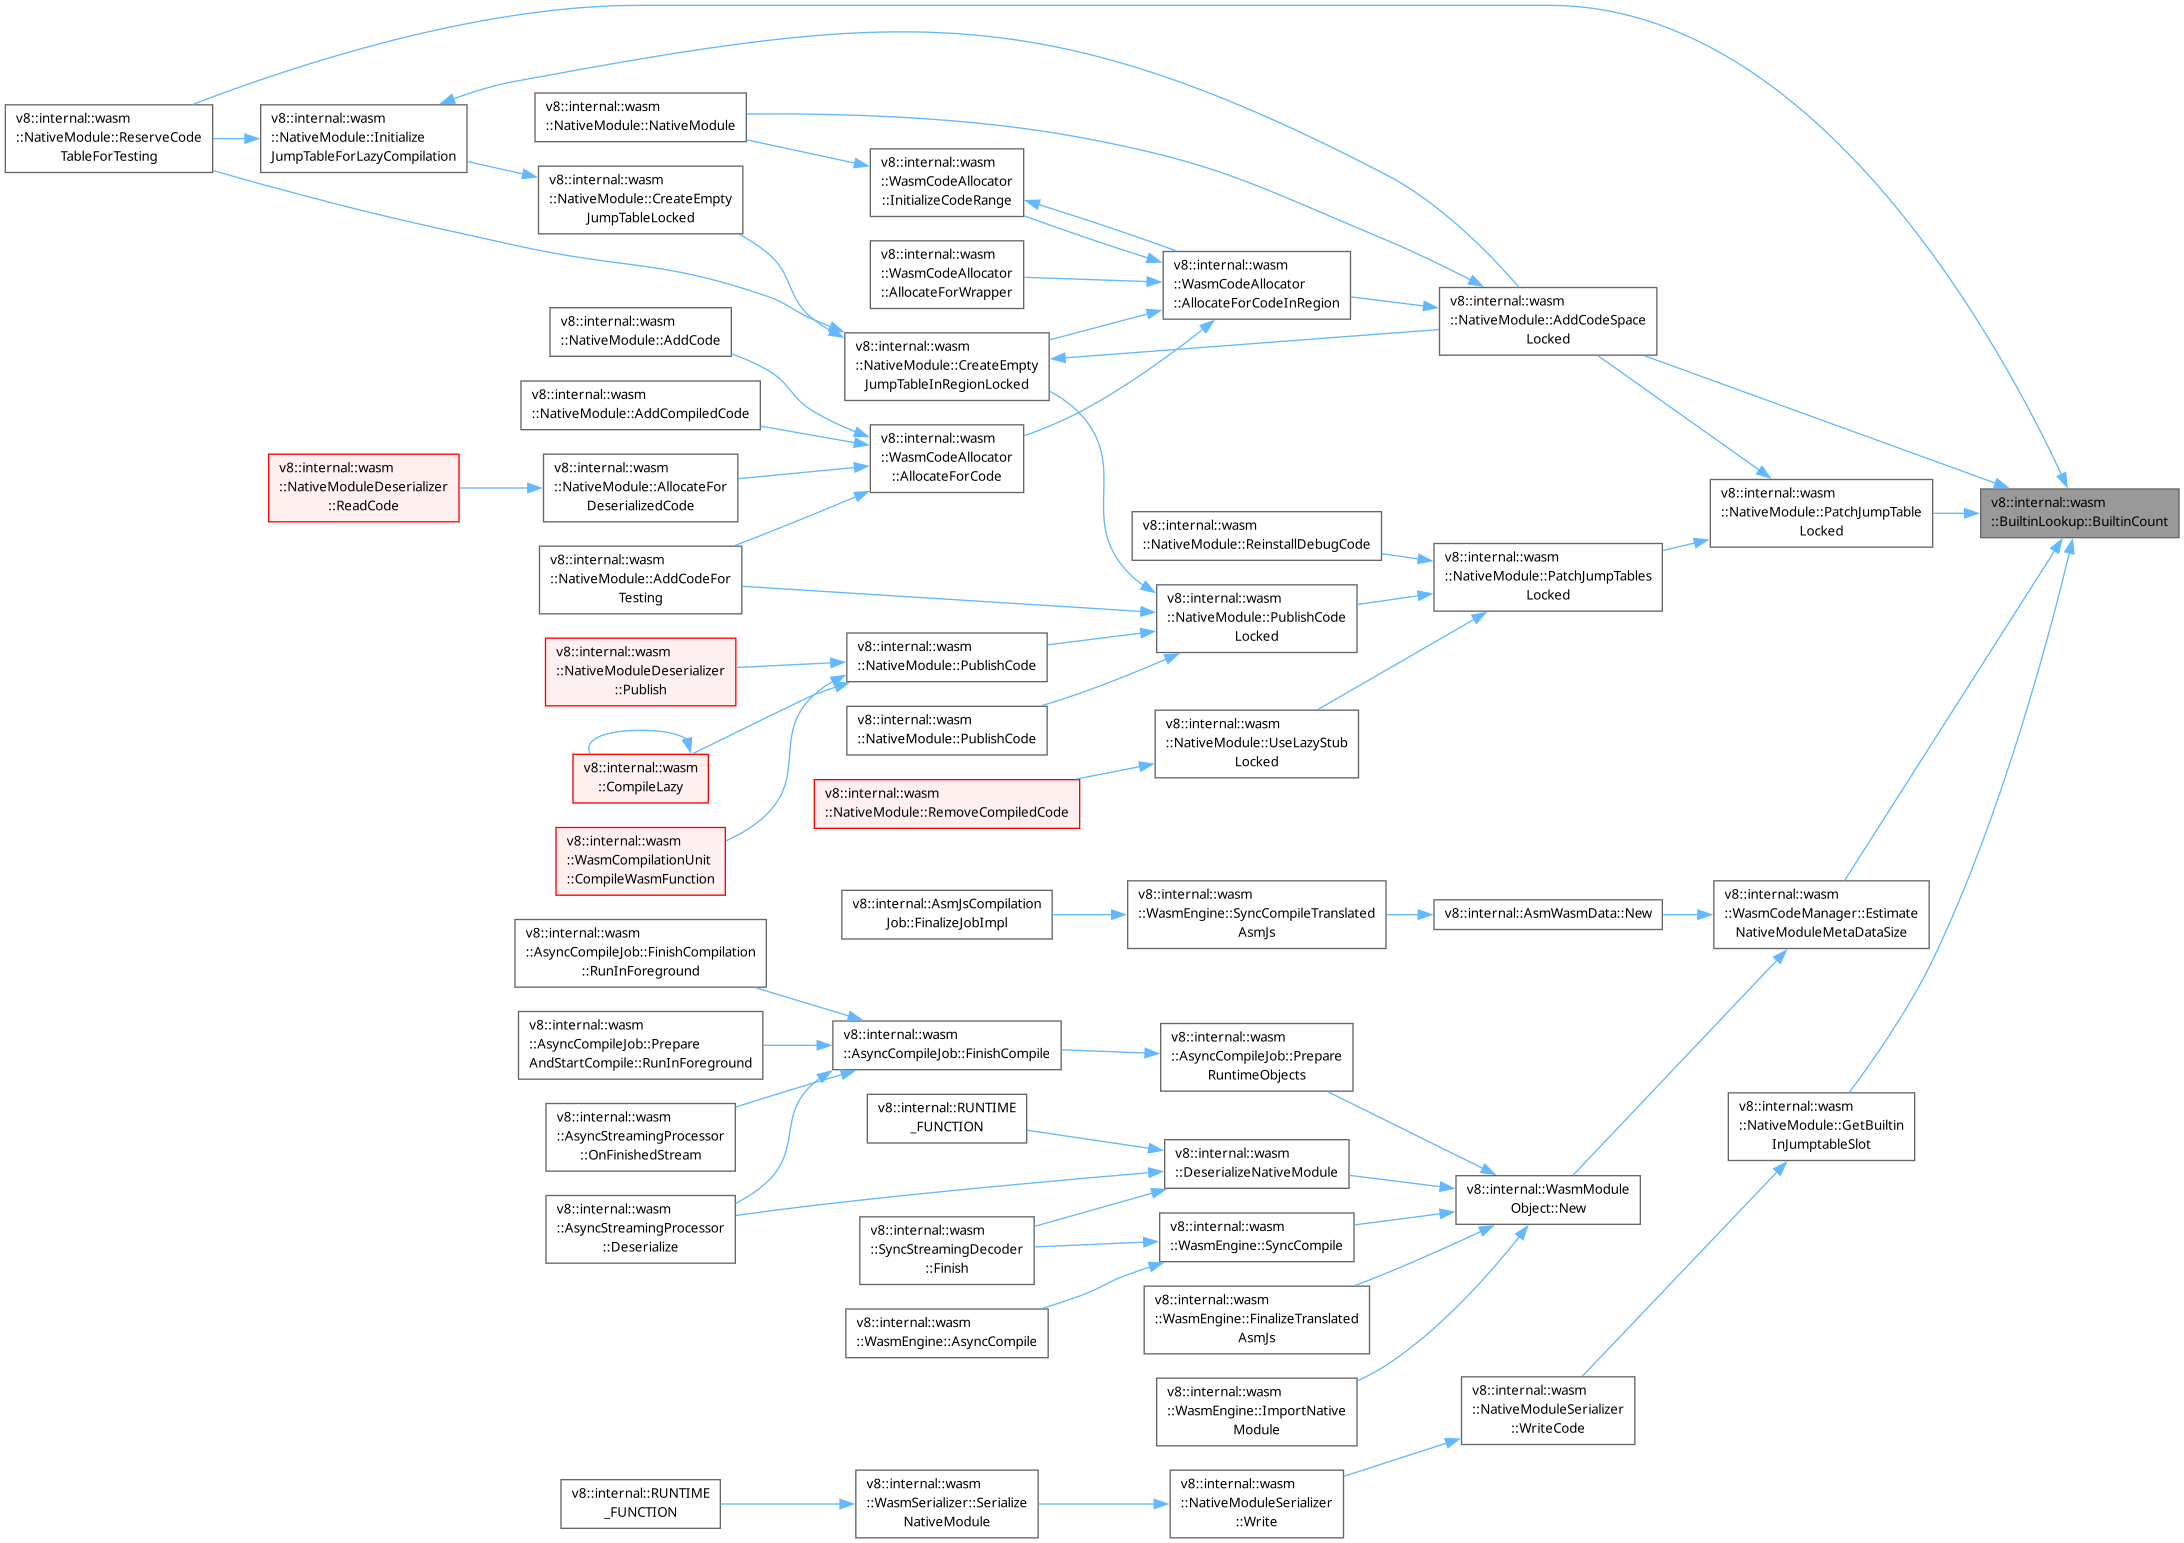 v8::internal::wasm
::NativeModule::ReserveCode
TableForTesting
v8::internal::wasm
::NativeModule::Initialize
JumpTableForLazyCompilation
v8::internal::wasm
::NativeModule::NativeModule
v8::internal::wasm
::NativeModule::CreateEmpty
JumpTableLocked
v8::internal::wasm
::WasmCodeAllocator
::InitializeCodeRange
v8::internal::wasm
::WasmCodeAllocator
::AllocateForWrapper
v8::internal::wasm
::WasmCodeAllocator
::AllocateForCodeInRegion
v8::internal::wasm
::NativeModule::AddCodeSpace
Locked
v8::internal::wasm
::NativeModule::AddCode
v8::internal::wasm
::NativeModule::CreateEmpty
JumpTableInRegionLocked
v8::internal::wasm
::NativeModule::AddCompiledCode
v8::internal::wasm
::WasmCodeAllocator
::AllocateForCode
v8::internal::wasm
::NativeModuleDeserializer
::ReadCode
v8::internal::wasm
::NativeModule::AllocateFor
DeserializedCode
v8::internal::wasm
::NativeModule::PatchJumpTable
Locked
v8::internal::wasm
::BuiltinLookup::BuiltinCount
v8::internal::wasm
::NativeModule::ReinstallDebugCode
v8::internal::wasm
::NativeModule::PatchJumpTables
Locked
v8::internal::wasm
::NativeModule::AddCodeFor
Testing
v8::internal::wasm
::NativeModule::PublishCode
Locked
v8::internal::wasm
::NativeModuleDeserializer
::Publish
v8::internal::wasm
::NativeModule::PublishCode
v8::internal::wasm
::NativeModule::PublishCode
v8::internal::wasm
::NativeModule::UseLazyStub
Locked
v8::internal::wasm
::CompileLazy
v8::internal::wasm
::NativeModule::RemoveCompiledCode
v8::internal::wasm
::WasmCompilationUnit
::CompileWasmFunction
v8::internal::AsmJsCompilation
Job::FinalizeJobImpl
v8::internal::wasm
::WasmEngine::SyncCompileTranslated
AsmJs
v8::internal::AsmWasmData::New
v8::internal::wasm
::WasmCodeManager::Estimate
NativeModuleMetaDataSize
v8::internal::wasm
::AsyncCompileJob::FinishCompilation
::RunInForeground
v8::internal::wasm
::AsyncCompileJob::Prepare
AndStartCompile::RunInForeground
v8::internal::wasm
::AsyncCompileJob::FinishCompile
v8::internal::wasm
::AsyncCompileJob::Prepare
RuntimeObjects
v8::internal::wasm
::AsyncStreamingProcessor
::OnFinishedStream
v8::internal::RUNTIME
_FUNCTION
v8::internal::wasm
::DeserializeNativeModule
v8::internal::wasm
::NativeModule::GetBuiltin
InJumptableSlot
v8::internal::wasm
::AsyncStreamingProcessor
::Deserialize
v8::internal::wasm
::SyncStreamingDecoder
::Finish
v8::internal::wasm
::WasmEngine::SyncCompile
v8::internal::WasmModule
Object::New
v8::internal::wasm
::WasmEngine::AsyncCompile
v8::internal::wasm
::WasmEngine::FinalizeTranslated
AsmJs
v8::internal::wasm
::WasmEngine::ImportNative
Module
v8::internal::wasm
::NativeModuleSerializer
::WriteCode
v8::internal::RUNTIME
_FUNCTION
v8::internal::wasm
::WasmSerializer::Serialize
NativeModule
v8::internal::wasm
::NativeModuleSerializer
::Write